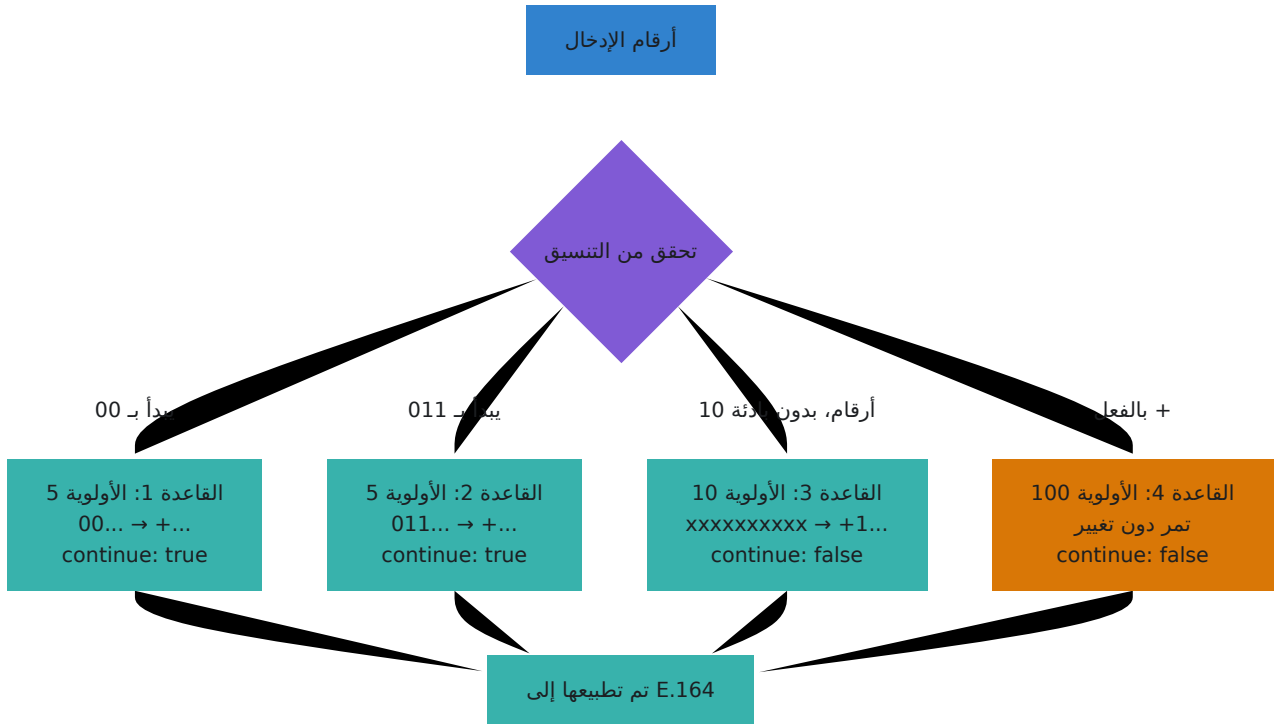 أرقام الإدخال
تحقق من التنسيق
يبدأ بـ 00
يبدأ بـ 011
10 أرقام، بدون بادئة
+ بالفعل
القاعدة 1: الأولوية 5
00... → +...
continue: true
القاعدة 2: الأولوية 5
011... → +...
continue: true
القاعدة 3: الأولوية 10
xxxxxxxxxx → +1...
continue: false
القاعدة 4: الأولوية 100
تمر دون تغيير
continue: false
تم تطبيعها إلى E.164